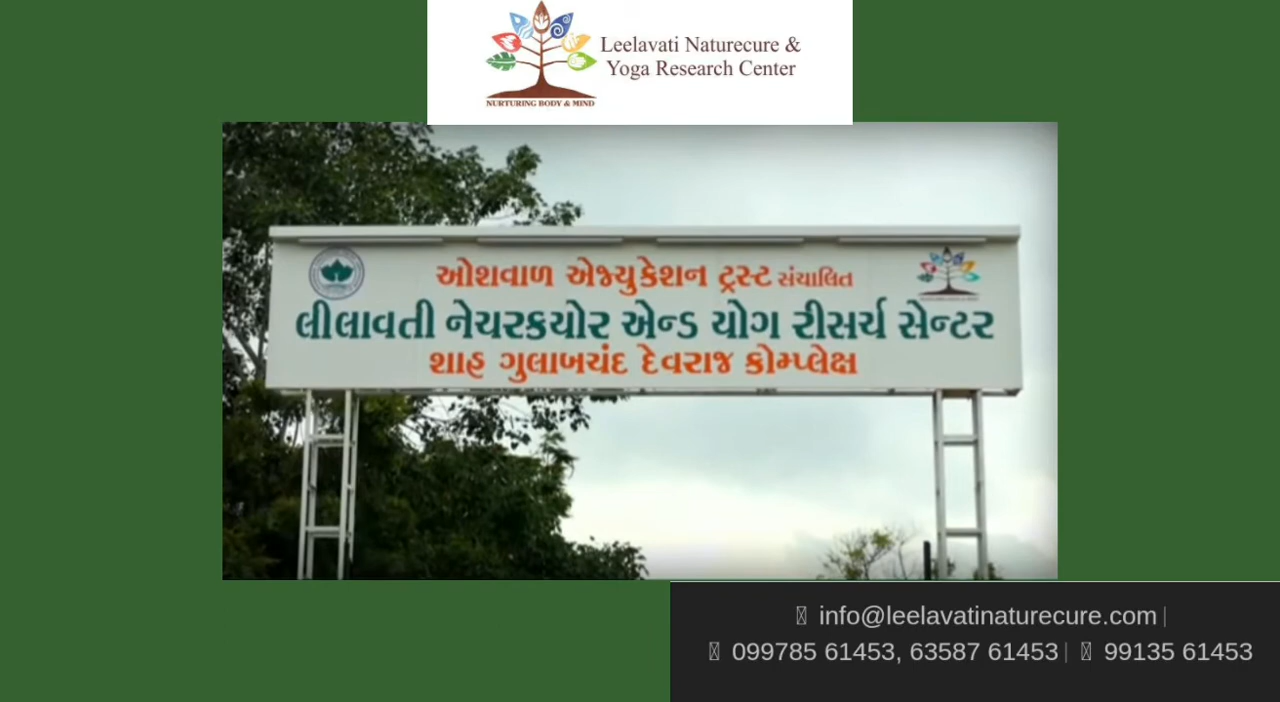 Leelavati Naturecure &
Yoga Research Center
NURTURING BODY & MIND
ઓશવાળ એજ્યુકેશન ટ્રસ્ટ સંચાલિત
લીલાવતી નેચરક્યોર એન્ડ યોગ રીસર્ચ સેન્ટર
શાહ ગુલાબચંદ દેવરાજ કોમ્પ્લેક્ષ
info@leelavatinaturecure.com |
099785 61453, 63587 61453 | 99135 61453